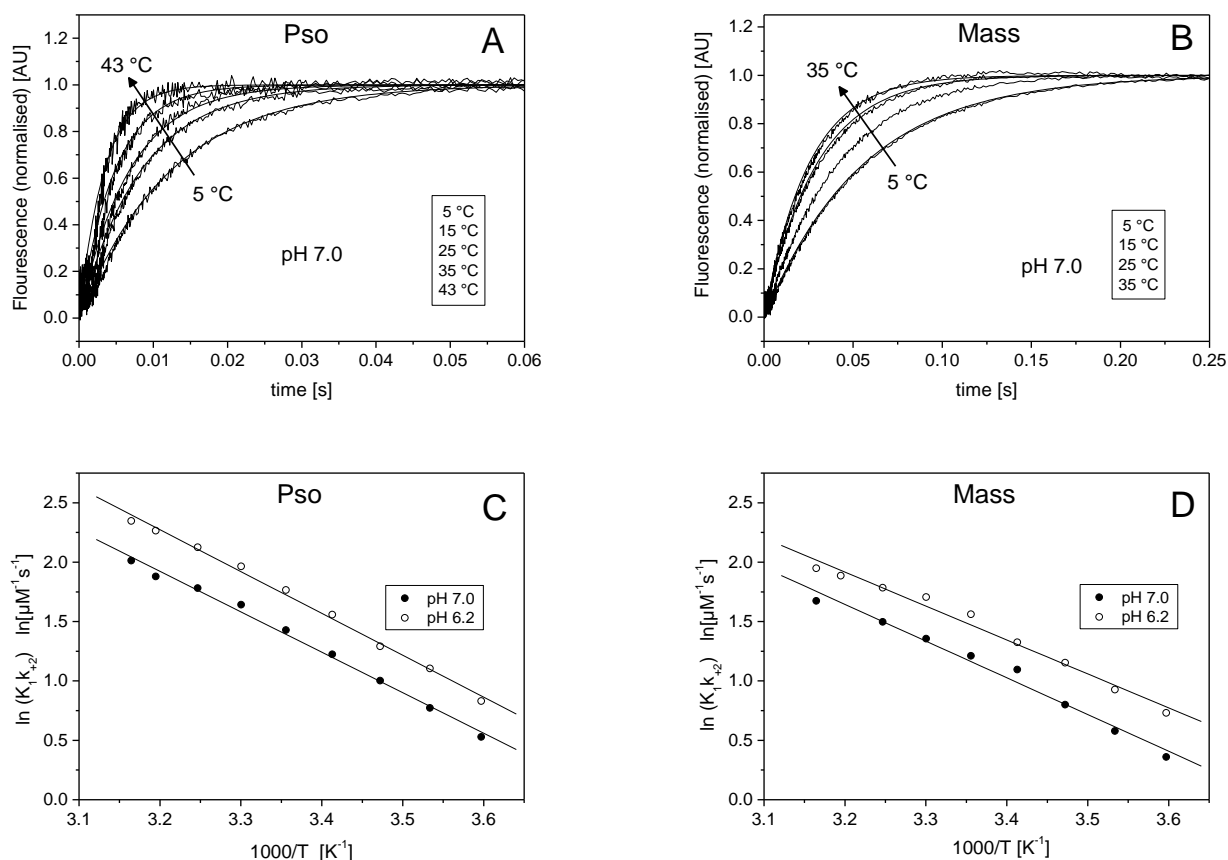 Pso
A
43 °C
5 °C
pH 7.0
5 °C
15 °C
25 °C
35 °C
43 °C
1.2
1.0
0.8
0.6
0.4
0.2
0.0
Flourescence (normalised) [AU]
0.00 0.01 0.02 0.03 0.04 0.05 0.06
time [s]
Mass
B
35 °C
5 °C
pH 7.0
5 °C
15 °C
25 °C
35 °C
1.2
1.0
0.8
0.6
0.4
0.2
0.0
Fluorescence (normalised) [AU]
0.00 0.05 0.10 0.15 0.20 0.25
time [s]
Pso
C
pH 7.0
pH 6.2
2.5
2.0
1.5
1.0
0.5
0.0
ln (K₁k₊₂) ln[µM⁻¹s⁻¹]
3.1 3.2 3.3 3.4 3.5 3.6
1000/T [K⁻¹]
Mass
D
pH 7.0
pH 6.2
2.5
2.0
1.5
1.0
0.5
0.0
ln (K₁k₊₂) ln[µM⁻¹s⁻¹]
3.1 3.2 3.3 3.4 3.5 3.6
1000/T [K⁻¹]